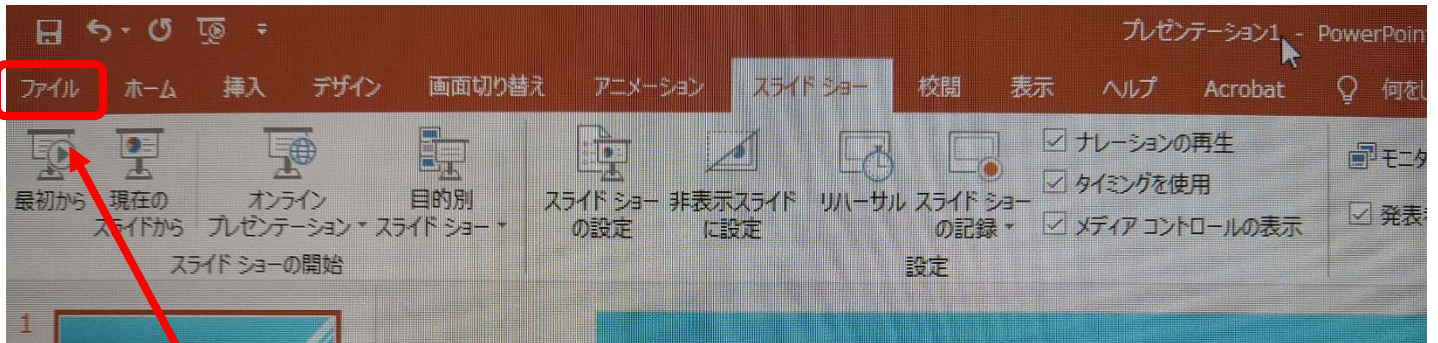 プレゼンテーション1 - PowerPoin
ファイル ホーム 挿入 デザイン 画面切り替え アニメーション スライド ショー 校閲 表示 ヘルプ Acrobat 何をし
最初から
現在の
スライドから
オンライン
プレゼンテーション
目的別
スライド ショー
スライド ショーの開始
スライド ショー
の設定
非表示スライド
に設定
リハーサル
スライド ショー
の記録
ナレーションの再生
タイミングを使用
メディア コントロールの表示
設定
モニタ
発表
1